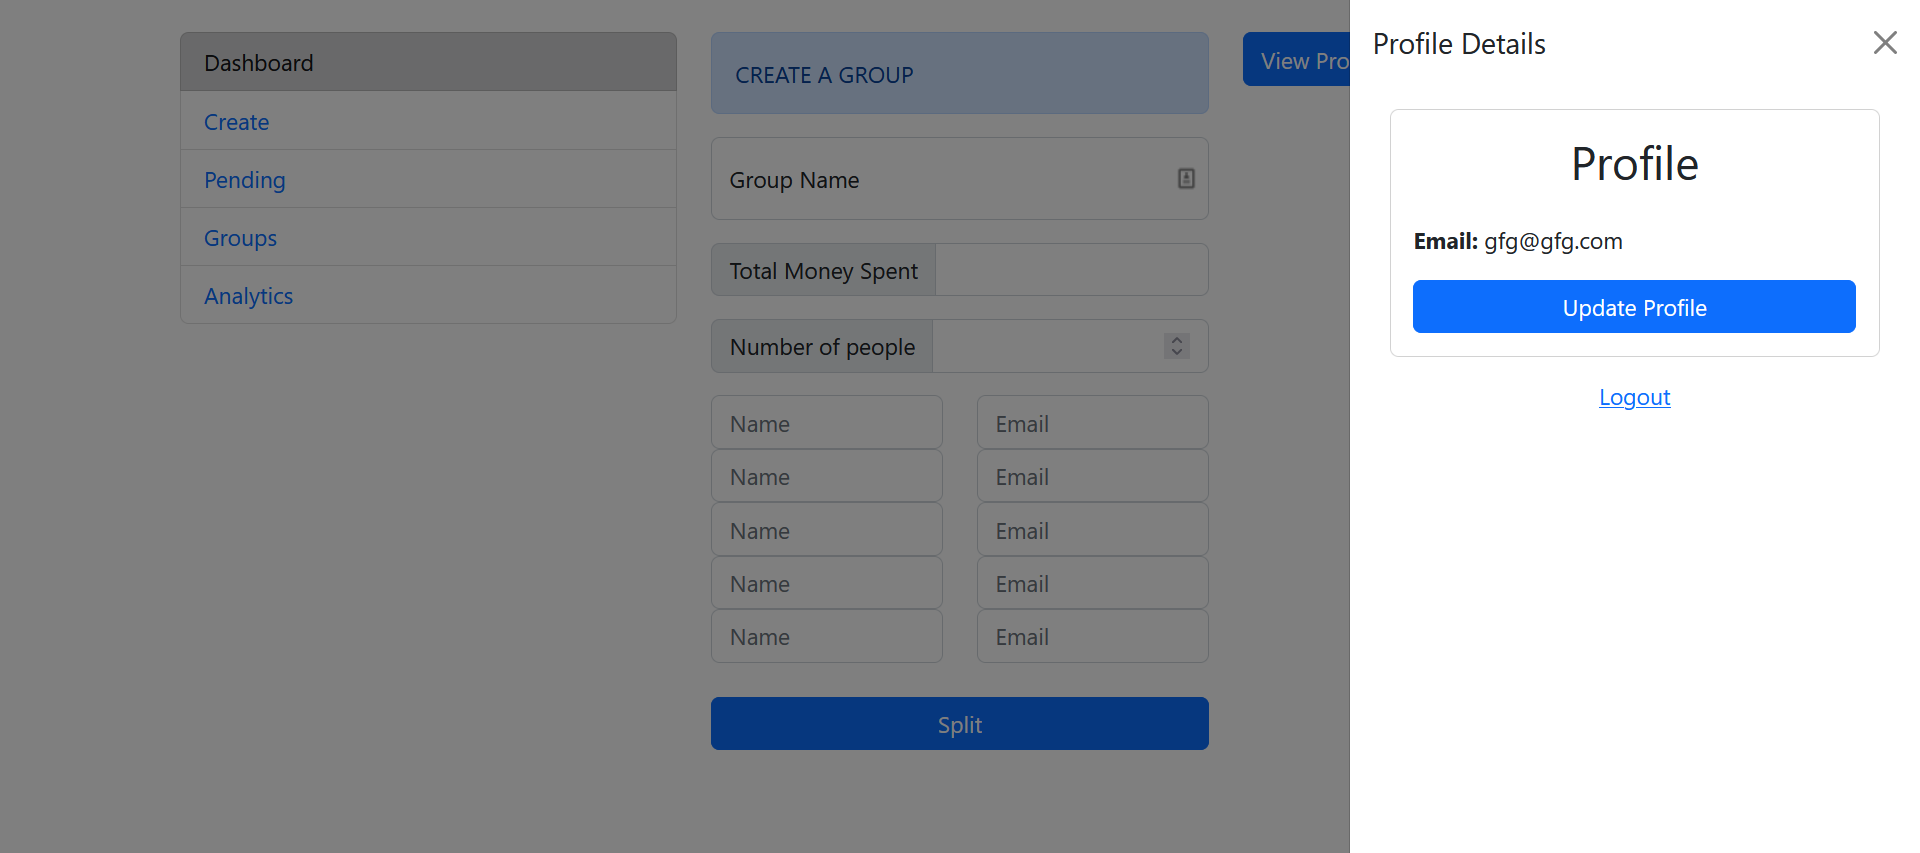 Dashboard
Create
Pending
Groups
Analytics
CREATE A GROUP
Group Name
Total Money Spent
Number of people
Name Email
Name Email
Name Email
Name Email
Name Email
Split
View Pro
Profile Details
Profile
Email: gfg@gfg.com
Update Profile
Logout